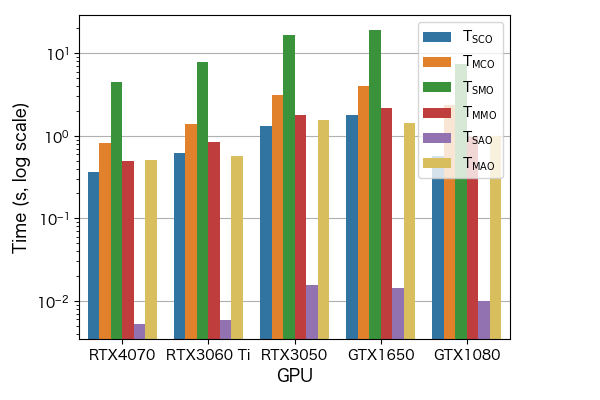 10¹
10⁰
10⁻¹
10⁻²
Time (s, log scale)
T_SCO
T_MCO
T_SMO
T_MMO
T_SAO
T_MAO
RTX4070 RTX3060 Ti RTX3050 GTX1650 GTX1080
GPU